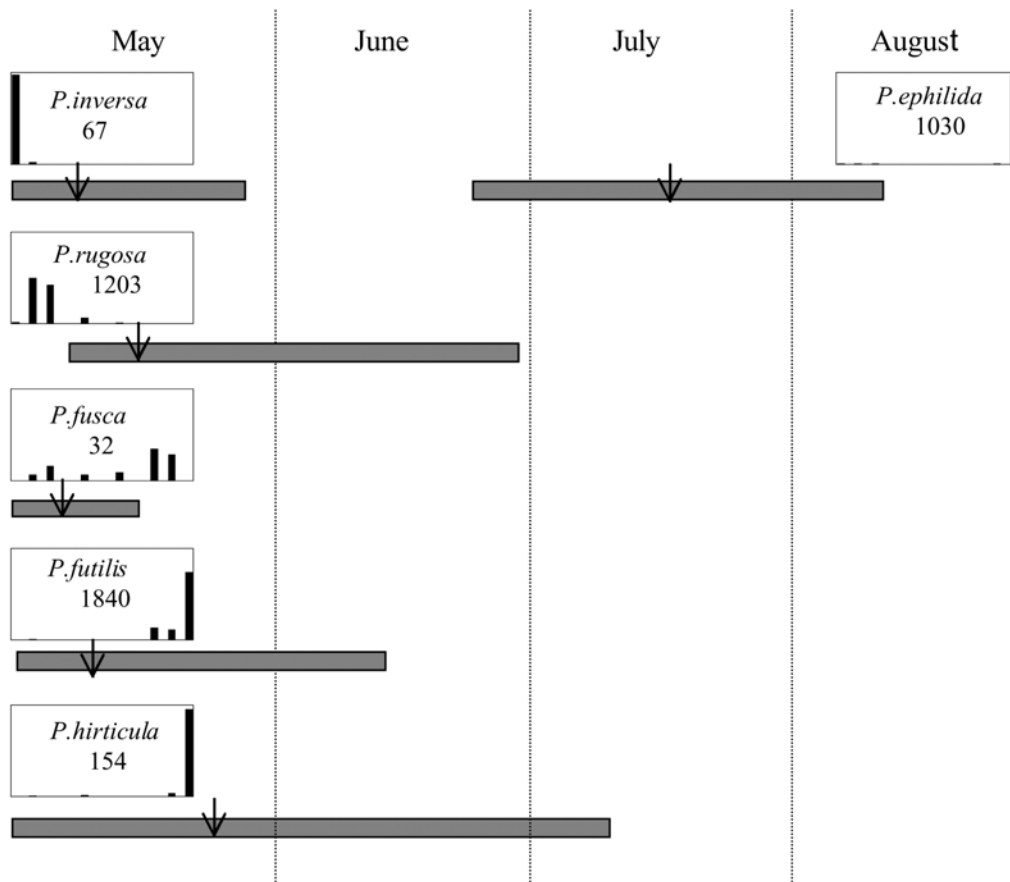 May
June
July
August
P.inversa
67
P.ephilida
1030
P.rugosa
1203
P.fusca
32
P.futilis
1840
P.hirticula
154